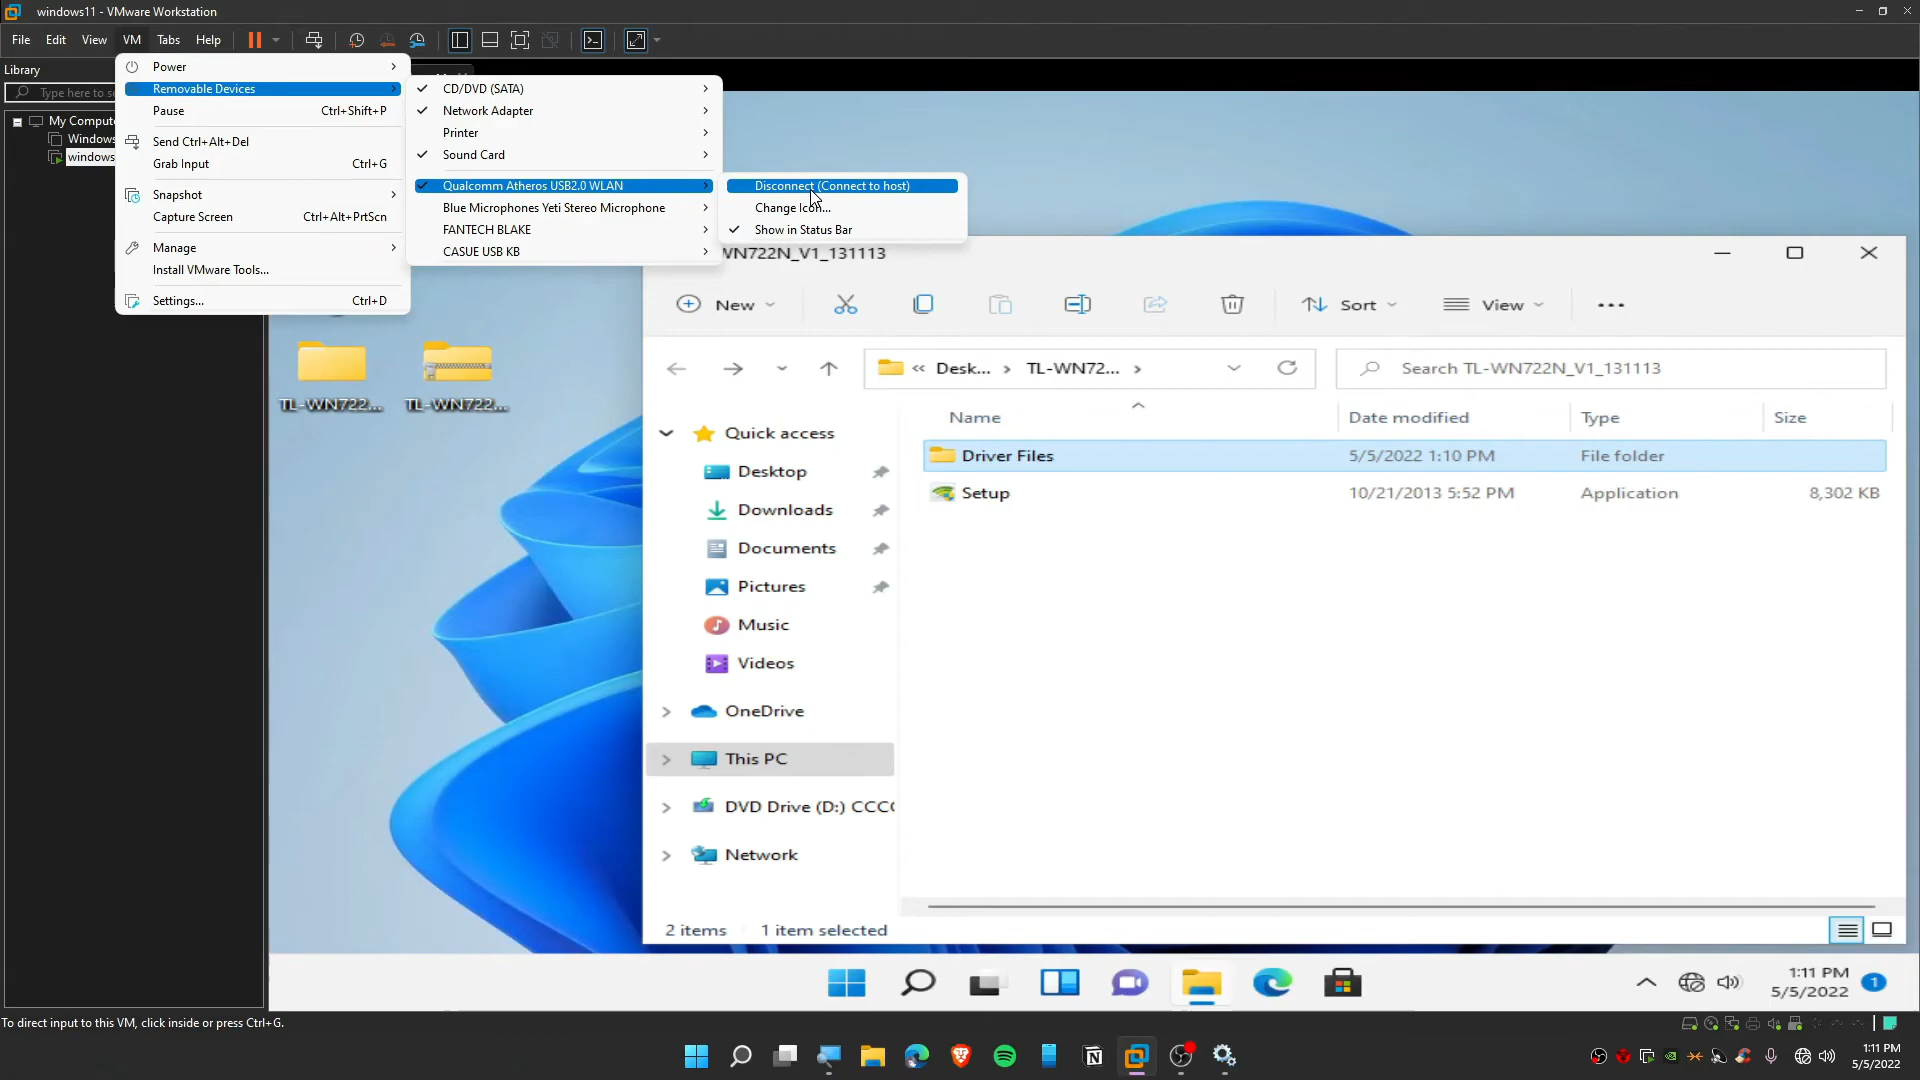 windows11 - VMware Workstation
File Edit View VM Tabs Help
Library
Type here to se
My Compute
Windows
windows
Power
Removable Devices
Pause Ctrl+Shift+P
Send Ctrl+Alt+Del
Grab Input Ctrl+G
Snapshot
Capture Screen Ctrl+Alt+PrtScn
Manage
Install VMware Tools...
Settings... Ctrl+D
CD/DVD (SATA)
Network Adapter
Printer
Sound Card
Qualcomm Atheros USB2.0 WLAN
Blue Microphones Yeti Stereo Microphone
FANTECH BLAKE
CASUE USB KB
Disconnect (Connect to host)
Change Icon...
Show in Status Bar
WN722N_V1_131113
New Sort View
Desk... TL-WN72...
Search TL-WN722N_V1_131113
TL-WN722... TL-WN722...
Name Date modified Type Size
Driver Files 5/5/2022 1:10 PM File folder
Setup 10/21/2013 5:52 PM Application 8,302 KB
Quick access
Desktop
Downloads
Documents
Pictures
Music
Videos
OneDrive
This PC
DVD Drive (D:) CCC
Network
2 items 1 item selected
1:11 PM
5/5/2022
1
To direct input to this VM, click inside or press Ctrl+G.
1:11 PM
5/5/2022